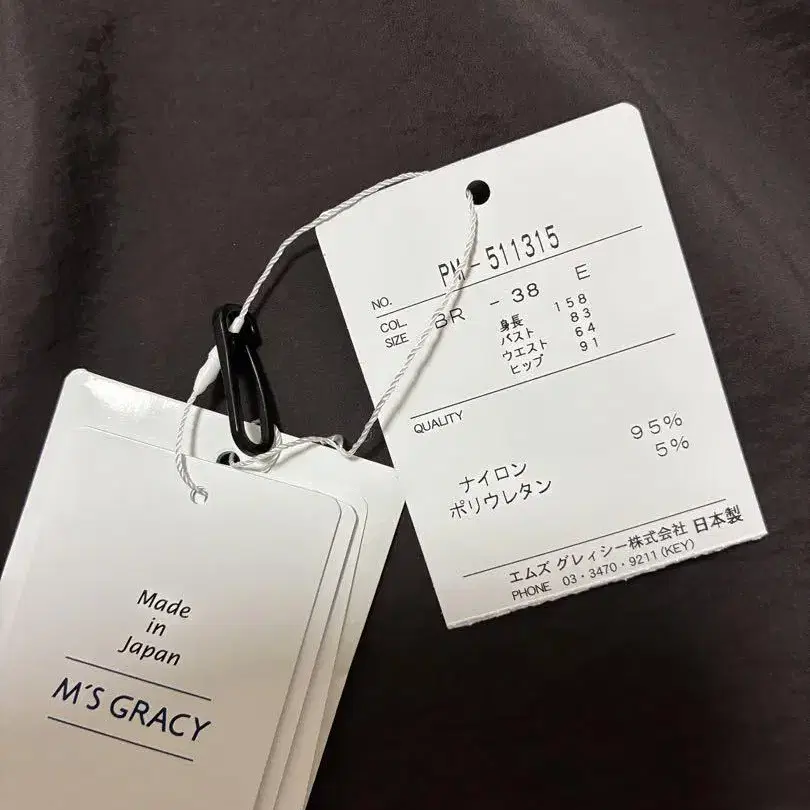 NO. PM-511315
COL. BR - 38 E
SIZE 身長 158
バスト 83
ウエスト 64
ヒップ 91
QUALITY
ナイロン 95%
ポリウレタン 5%
エムズ グレィシー株式会社 日本製
PHONE 03・3470・9211(KEY)
Made
in
Japan
M'S GRACY